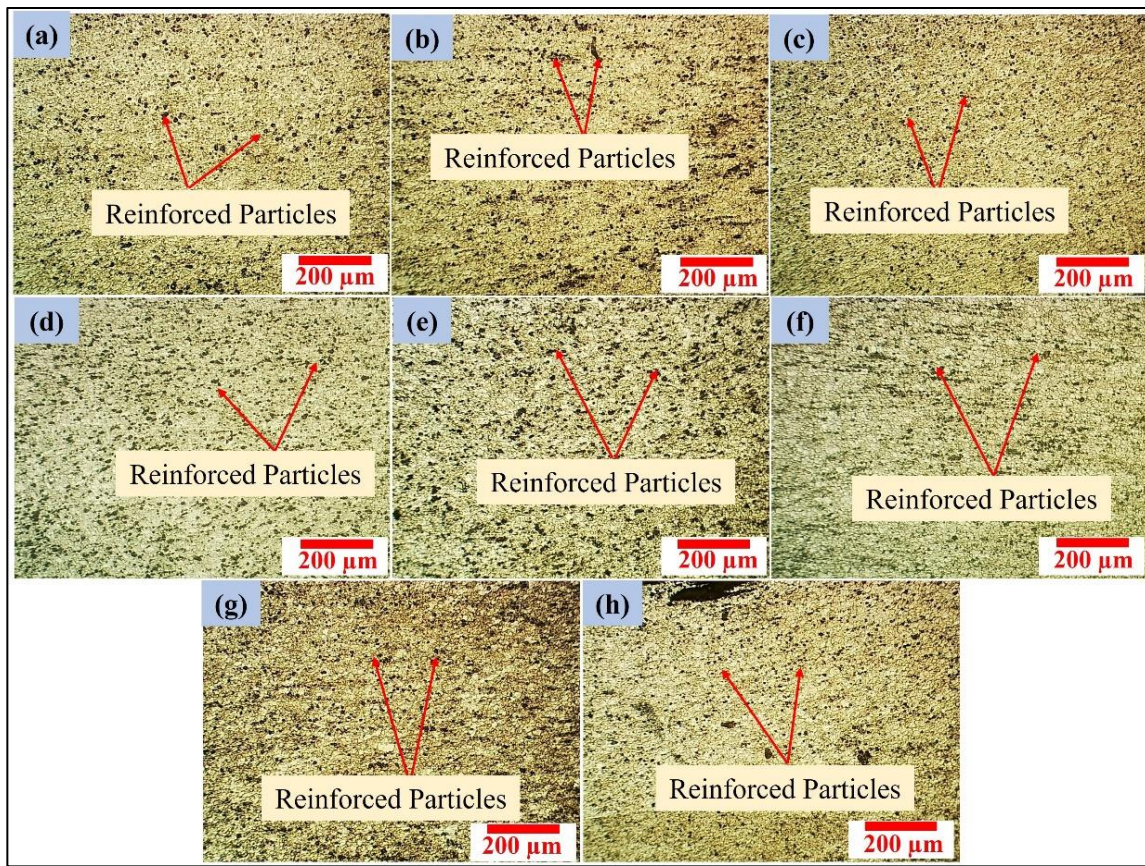 (a)
Reinforced Particles
200 µm
(b)
Reinforced Particles
200 µm
(c)
Reinforced Particles
200 µm
(d)
Reinforced Particles
200 µm
(e)
Reinforced Particles
200 µm
(f)
Reinforced Particles
200 µm
(g)
Reinforced Particles
200 µm
(h)
Reinforced Particles
200 µm